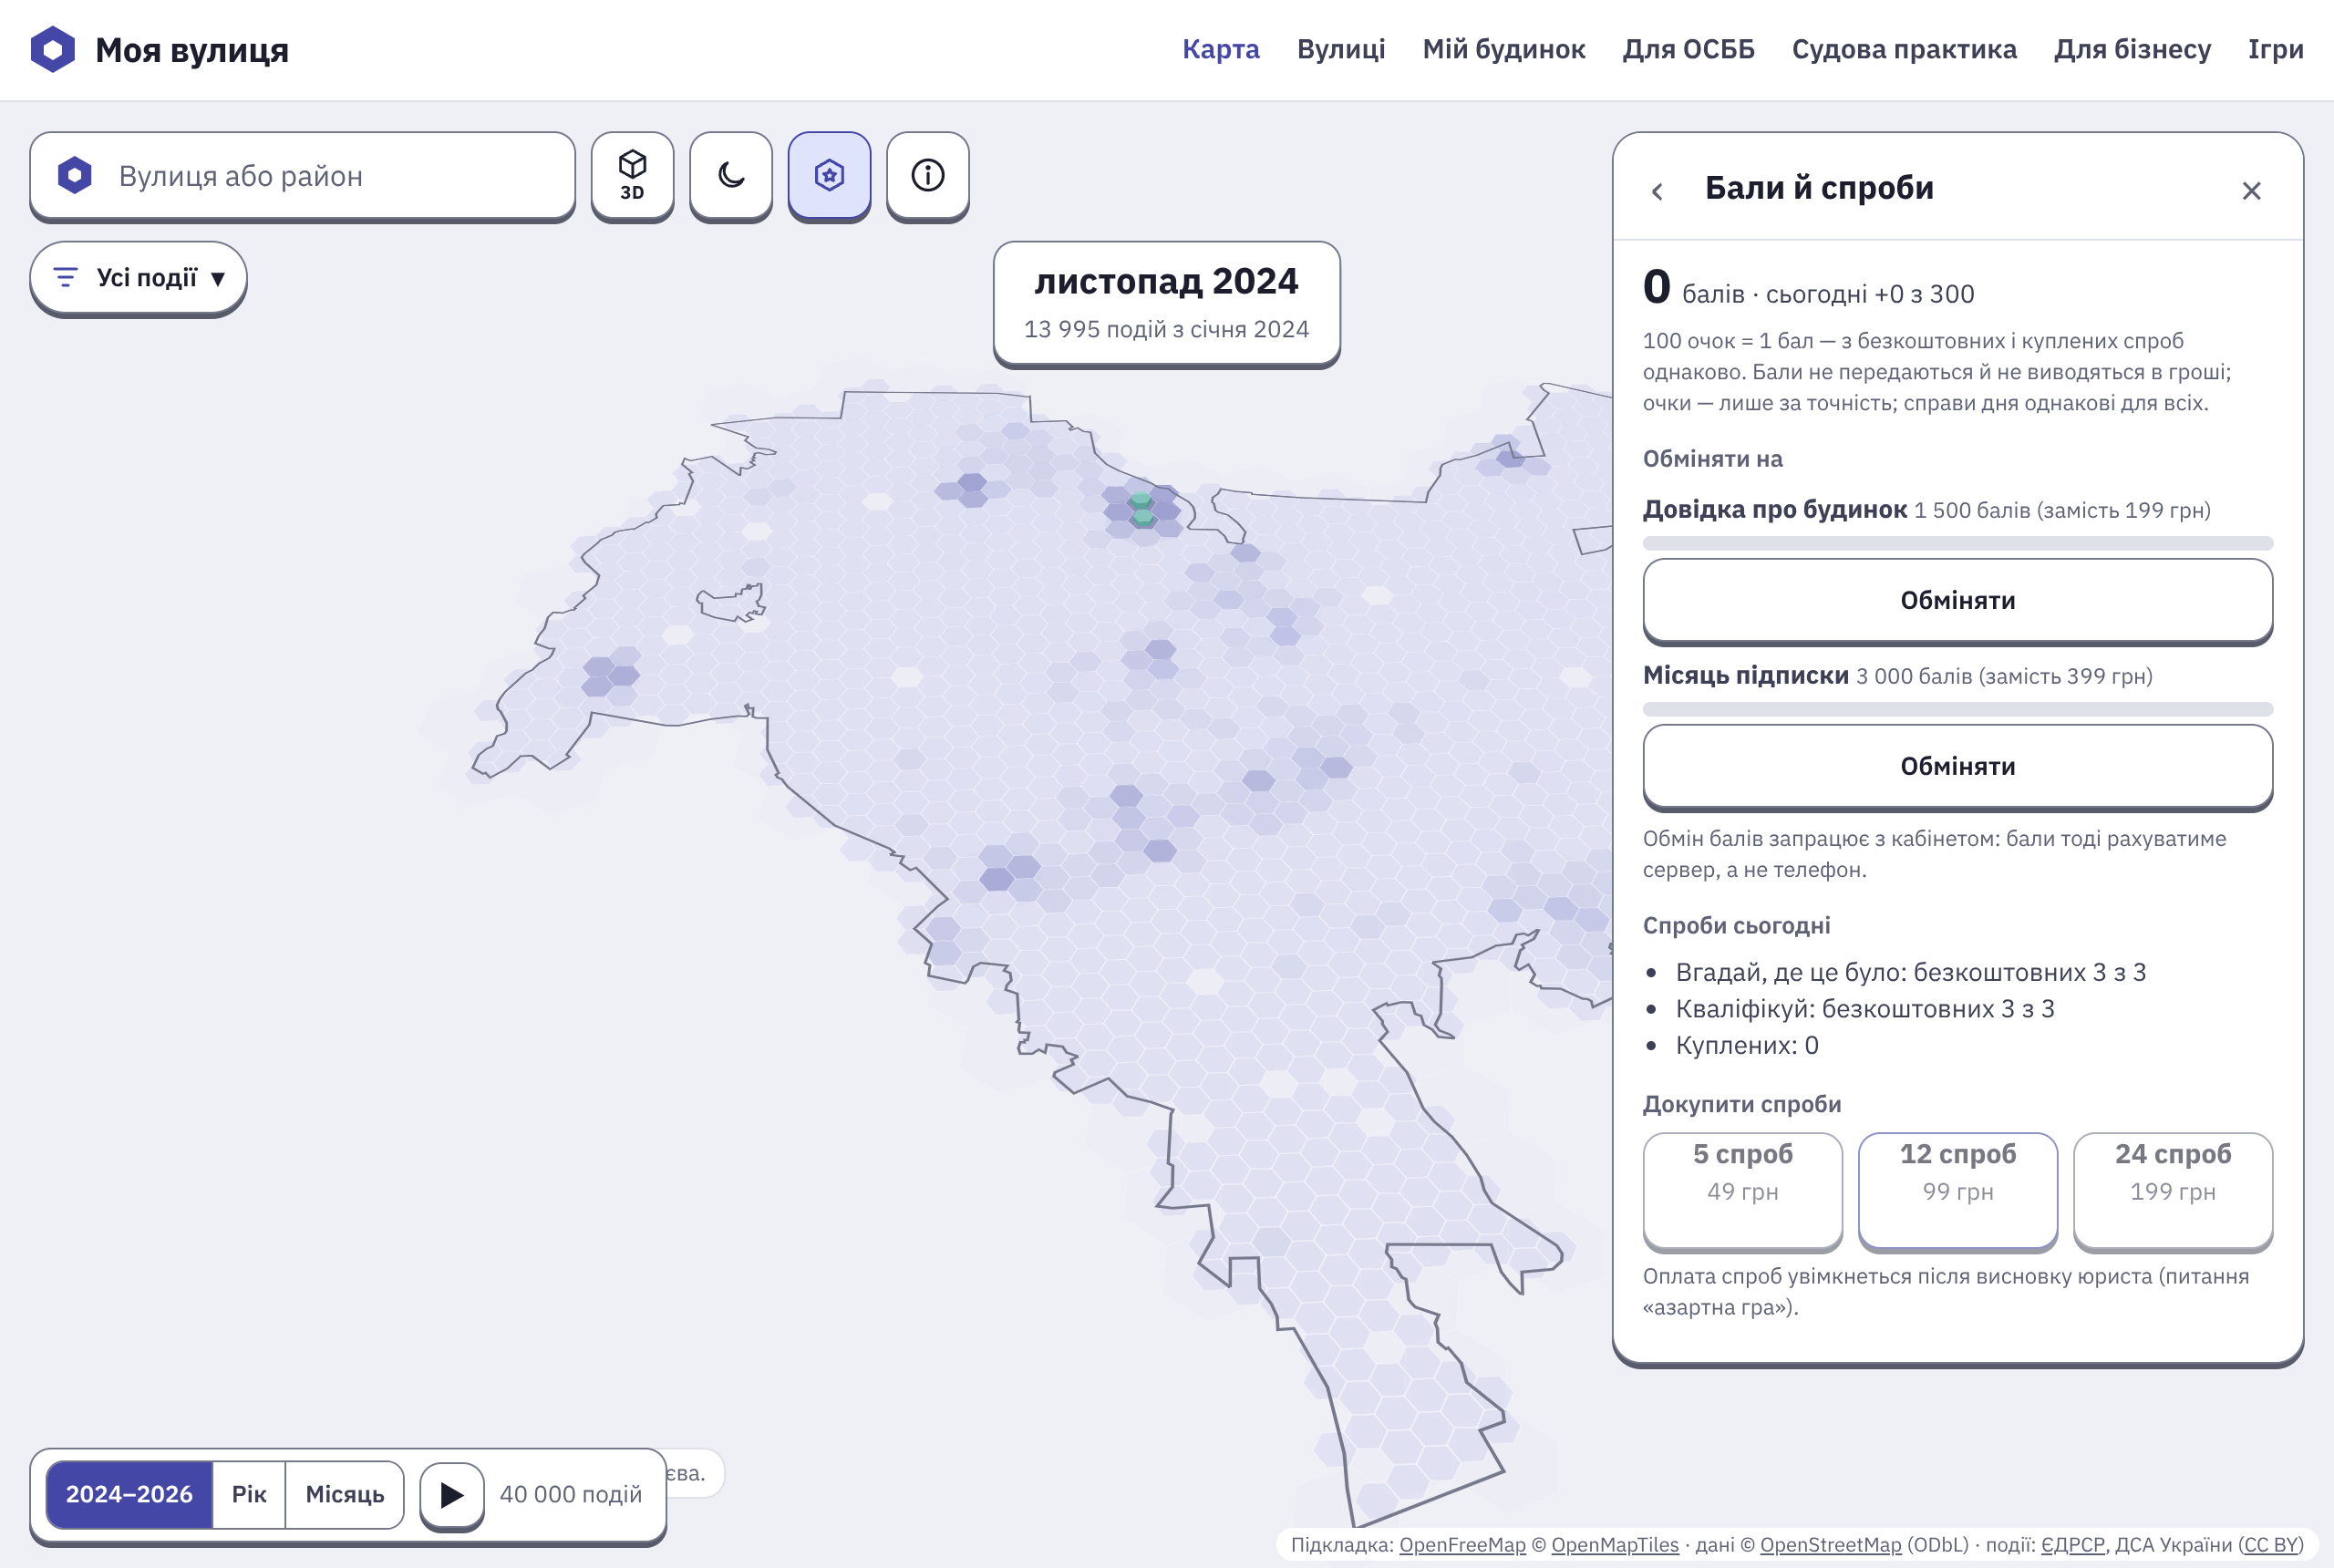 Моя вулиця
Карта Вулиці Мій будинок Для ОСББ Судова практика Для бізнесу Ігри
Вулиця або район
3D
Усі події ▼
листопад 2024
13 995 подій з січня 2024
Бали й спроби
0 балів · сьогодні +0 з 300
100 очок = 1 бал — з безкоштовних і куплених спроб
однаково. Бали не передаються й не виводяться в гроші;
очки — лише за точність; справи дня однакові для всіх.
Обміняти на
Довідка про будинок 1 500 балів (замість 199 грн)
Обміняти
Місяць підписки 3 000 балів (замість 399 грн)
Обміняти
Обмін балів запрацює з кабінетом: бали тоді рахуватиме
сервер, а не телефон.
Спроби сьогодні
• Вгадай, де це було: безкоштовних 3 з 3
• Кваліфікуй: безкоштовних 3 з 3
• Куплених: 0
Докупити спроби
5 спроб 12 спроб 24 спроб
49 грн 99 грн 199 грн
Оплата спроб увімкнеться після висновку юриста (питання
«азартна гра»).
2024–2026 Рік Місяць 40 000 подій
єва.
Підкладка: OpenFreeMap © OpenMapTiles · дані © OpenStreetMap (ODbL) · події: ЄДРСР, ДСА України (CC BY)